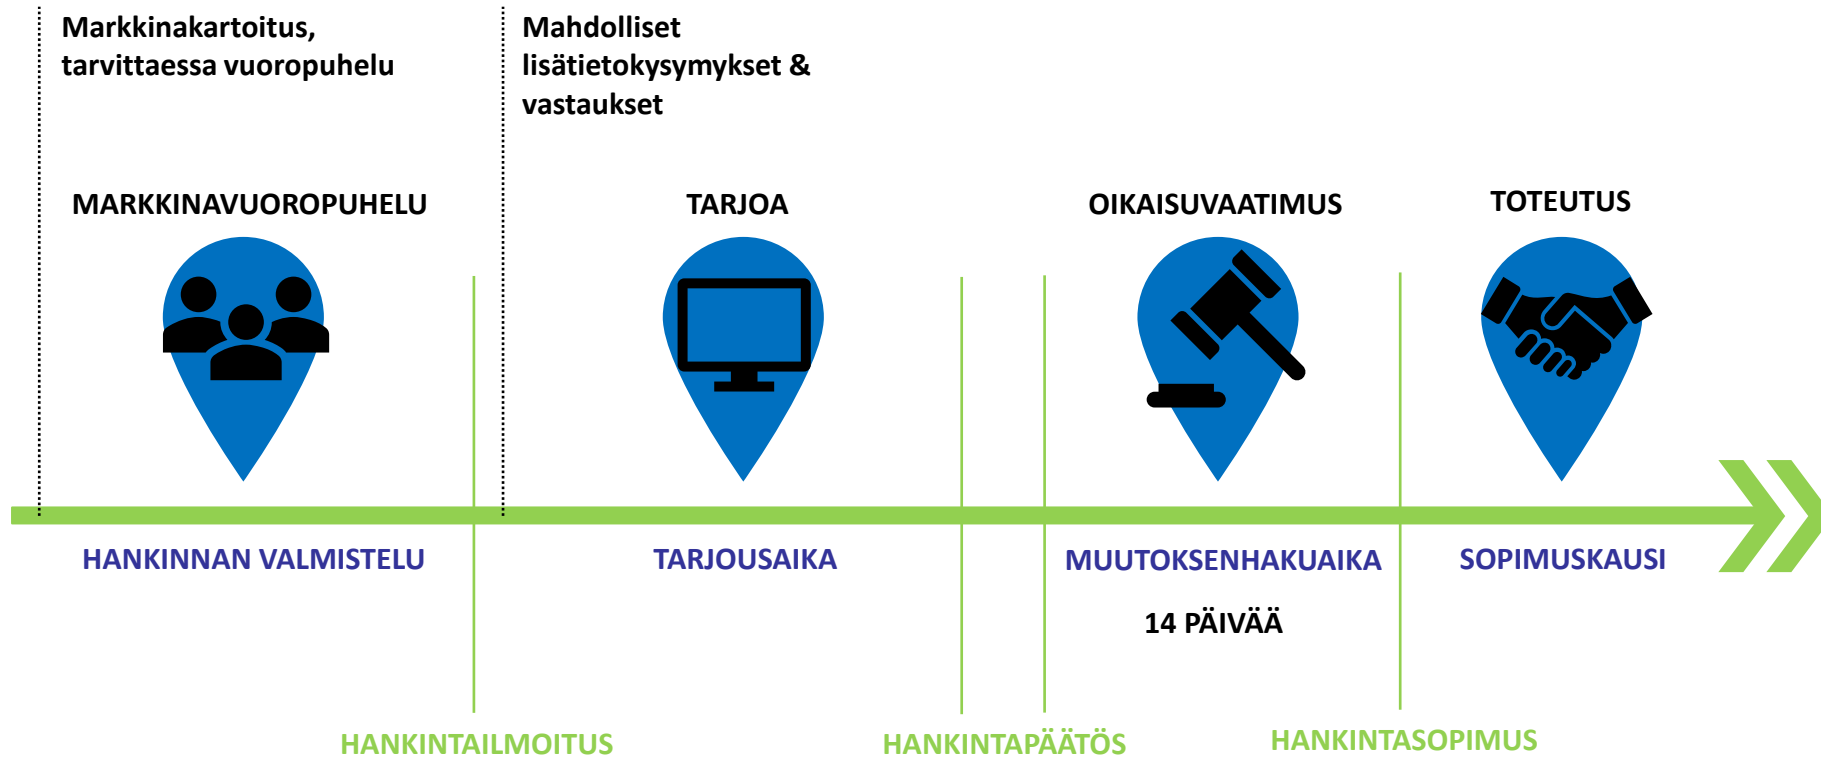 Markkinakartoitus,
tarvittaessa vuoropuhelu
Mahdolliset
lisätietokysymykset &
vastaukset
MARKKINAVUOROPUHELU
TARJOA
OIKAISUVAATIMUS
TOTEUTUS
HANKINNAN VALMISTELU
TARJOUSAIKA
MUUTOKSENHAKUAIKA
SOPIMUSKAUSI
14 PÄIVÄÄ
HANKINTAILMOITUS
HANKINTAPÄÄTÖS
HANKINTASOPIMUS